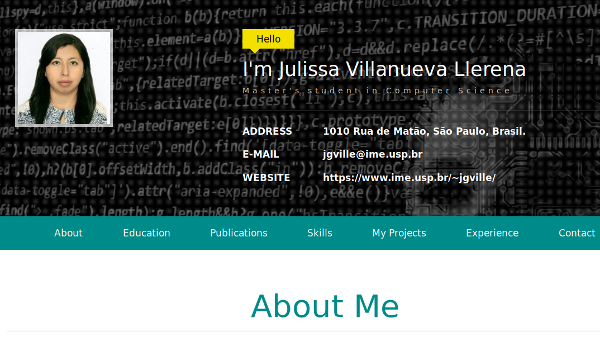 Hello
I'm Julissa Villanueva Llerena
Master's student in Computer Science
ADDRESS 1010 Rua de Matão, São Paulo, Brasil.
E-MAIL jgville@ime.usp.br
WEBSITE https://www.ime.usp.br/~jgville/
About Education Publications Skills My Projects Experience Contact
About Me